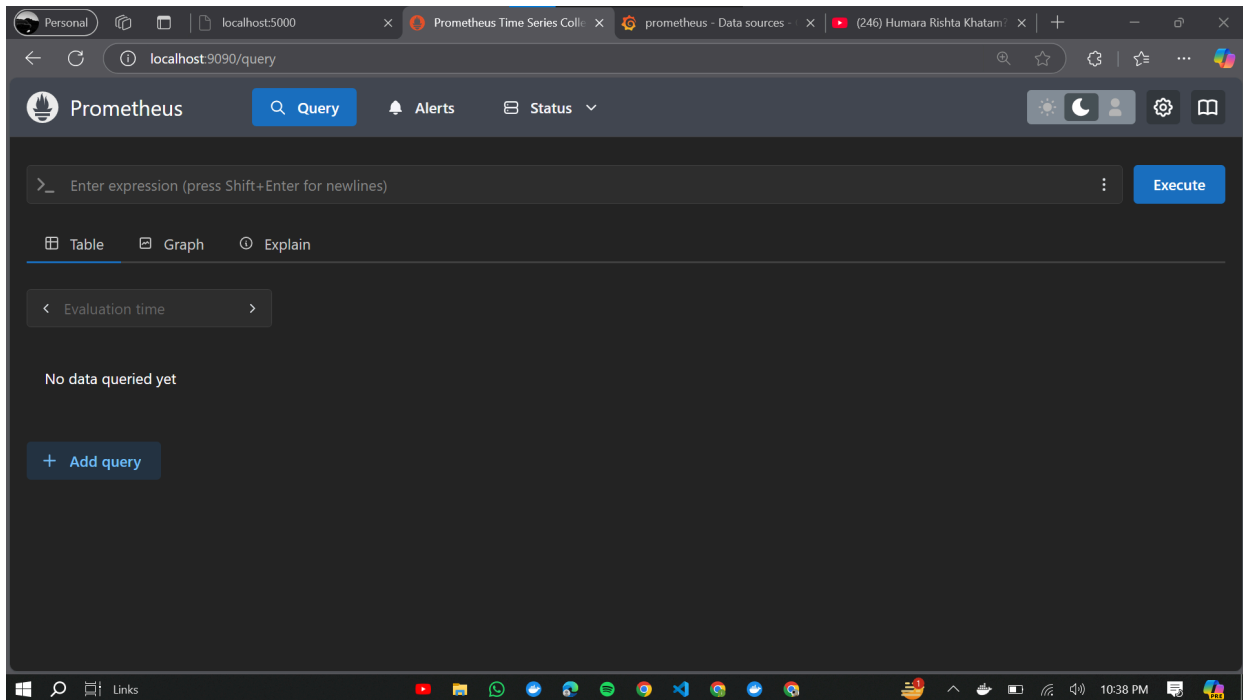 Personal
localhost:5000
Prometheus Time Series Colle
prometheus - Data sources -
(246) Humara Rishta Khatam?
localhost:9090/query
Prometheus
Query
Alerts
Status
Enter expression (press Shift+Enter for newlines)
Execute
Table
Graph
Explain
Evaluation time
No data queried yet
+ Add query
Links
1
10:38 PM
PRE